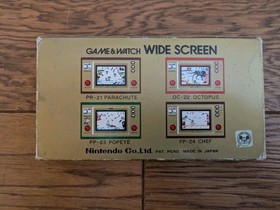 GAME&WATCH WIDE SCREEN
PR-21 PARACHUTE
OC-22 OCTOPUS
PP-23 POPEYE
FP-24 CHEF
Nintendo Co.,Ltd. PAT. PEND. MADE IN JAPAN